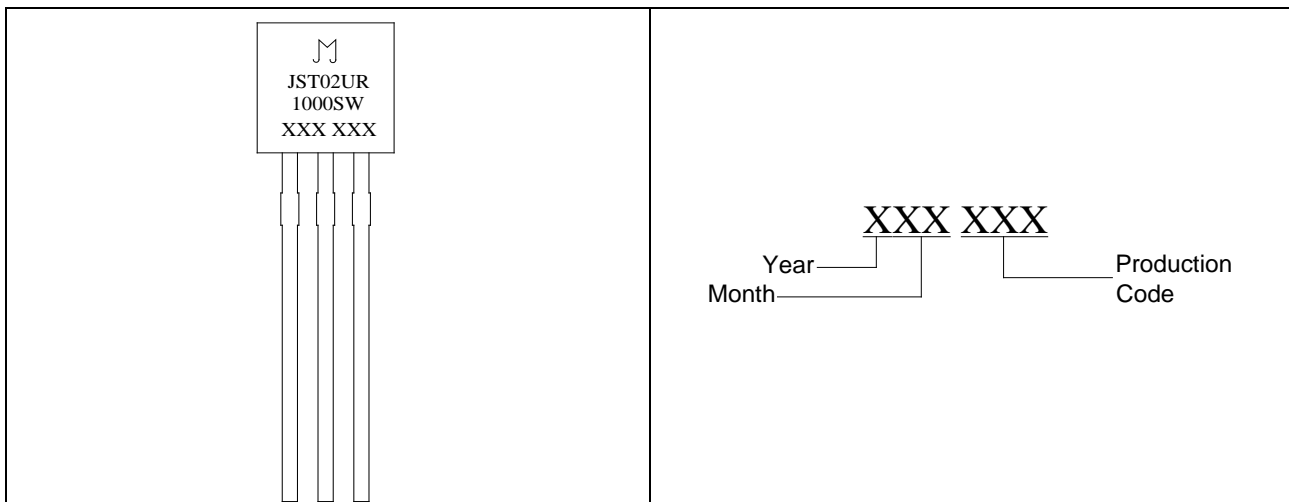 JST02UR
1000SW
XXX XXX
XXX XXX
Year
Month
Production
Code